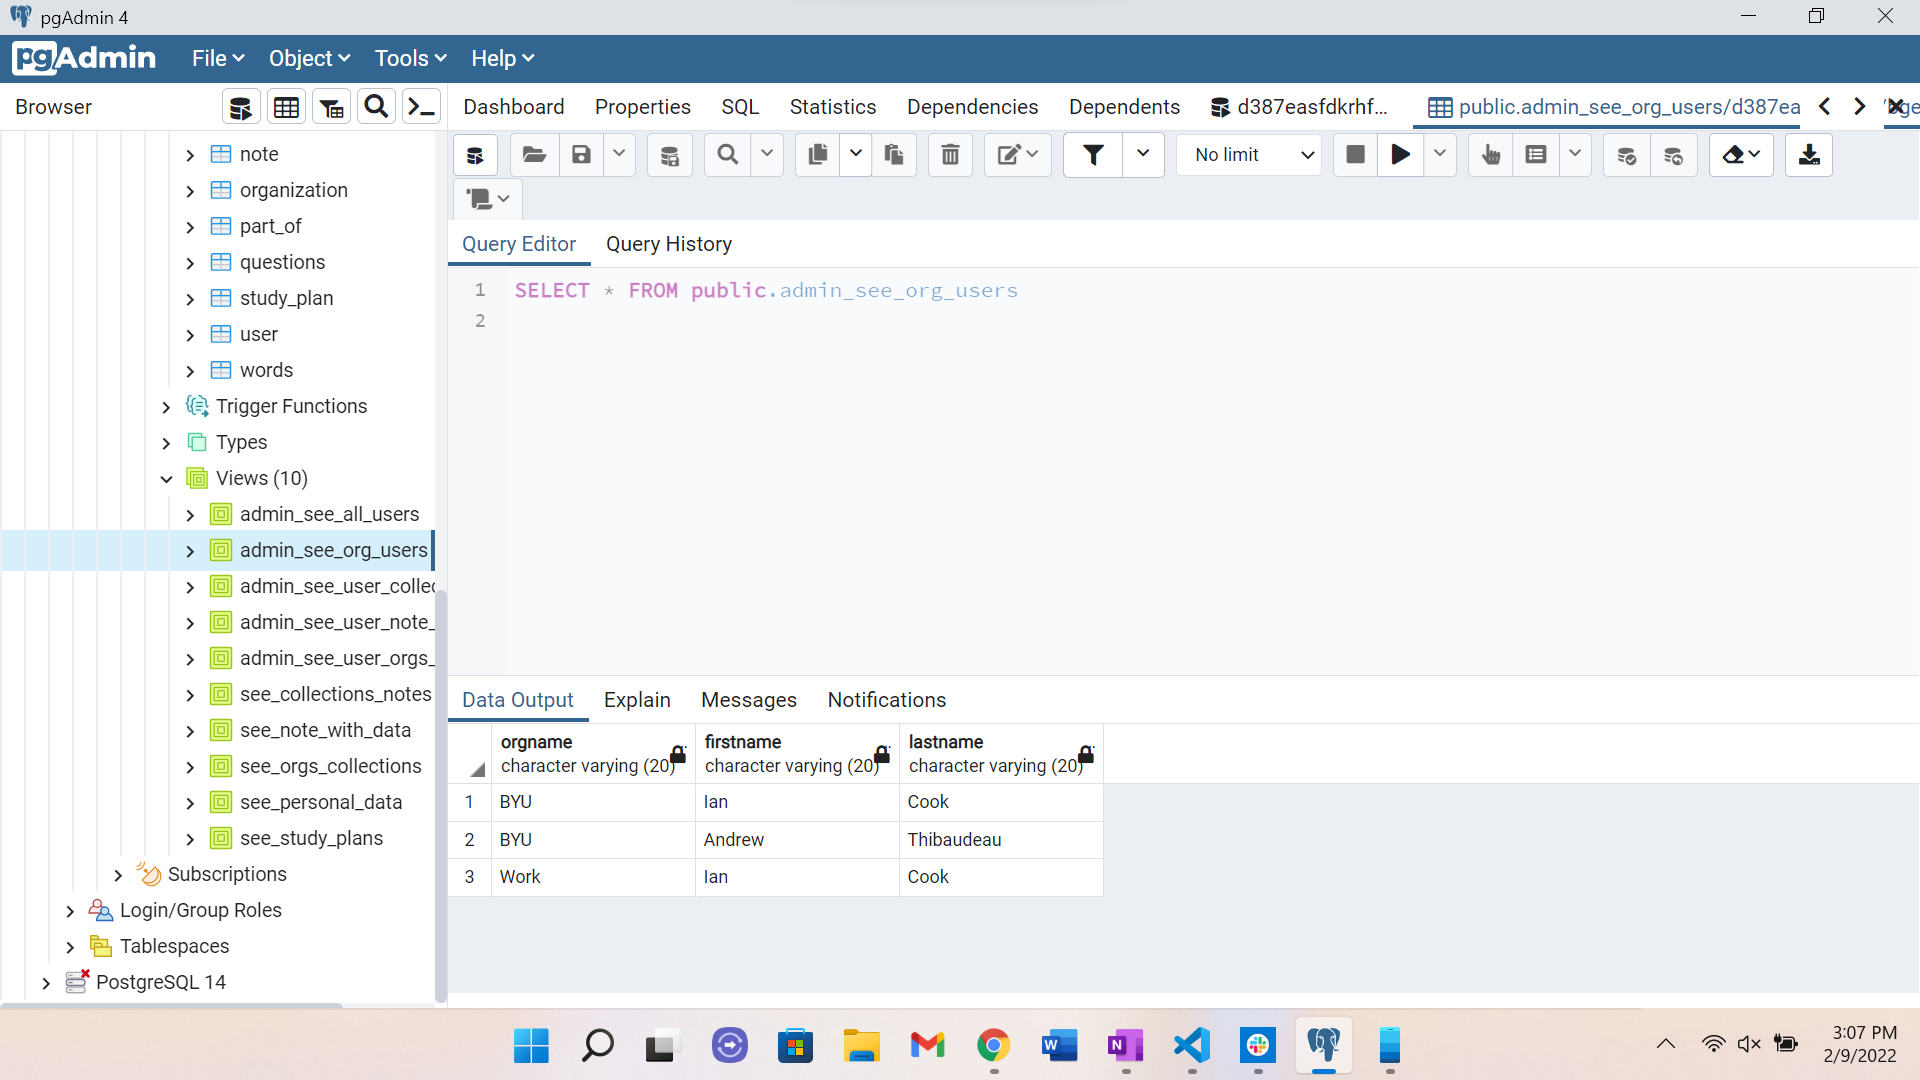 pgAdmin 4
pgAdmin File Object Tools Help
Browser
Dashboard Properties SQL Statistics Dependencies Dependents d387easfdkrhf... public.admin_see_org_users/d387ea
note
organization
part_of
questions
study_plan
user
words
Trigger Functions
Types
Views (10)
admin_see_all_users
admin_see_org_users
admin_see_user_collec
admin_see_user_note_
admin_see_user_orgs_
see_collections_notes
see_note_with_data
see_orgs_collections
see_personal_data
see_study_plans
Subscriptions
Login/Group Roles
Tablespaces
PostgreSQL 14
No limit
Query Editor Query History
1 SELECT * FROM public.admin_see_org_users
2
Data Output Explain Messages Notifications
orgname firstname lastname
character varying (20) character varying (20) character varying (20)
1 BYU Ian Cook
2 BYU Andrew Thibaudeau
3 Work Ian Cook
3:07 PM
2/9/2022